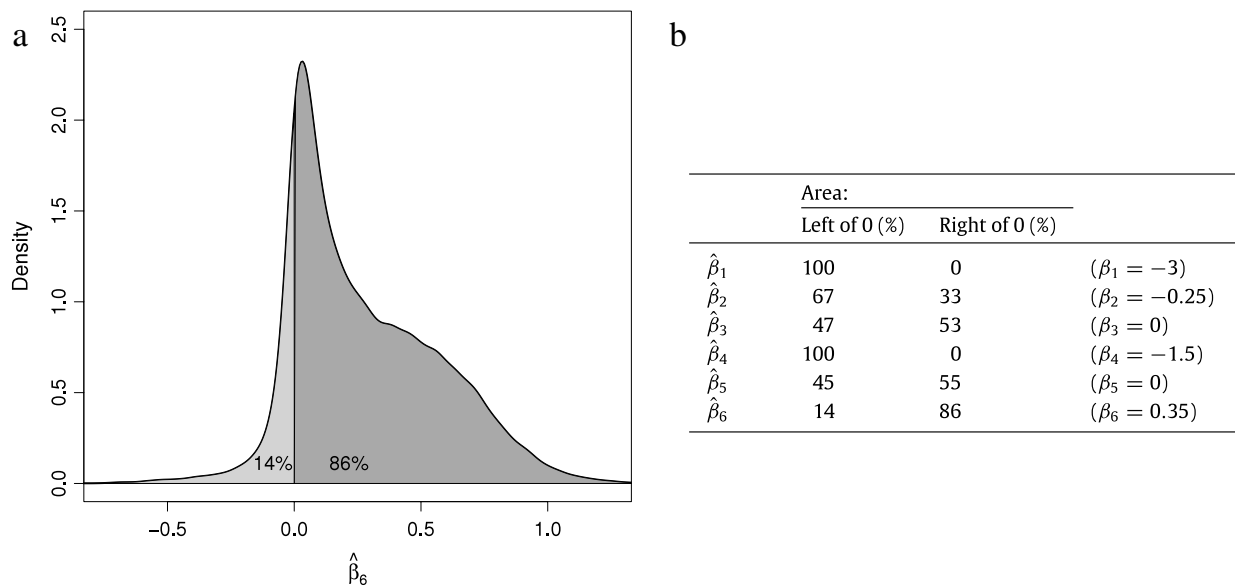 a
2.5
2.0
1.5
1.0
0.5
0.0
Density
14%
86%
−0.5 0.0 0.5 1.0
β̂6
b
Area:
Left of 0 (%) Right of 0 (%)
β̂1 100 0 (β1 = −3)
β̂2 67 33 (β2 = −0.25)
β̂3 47 53 (β3 = 0)
β̂4 100 0 (β4 = −1.5)
β̂5 45 55 (β5 = 0)
β̂6 14 86 (β6 = 0.35)